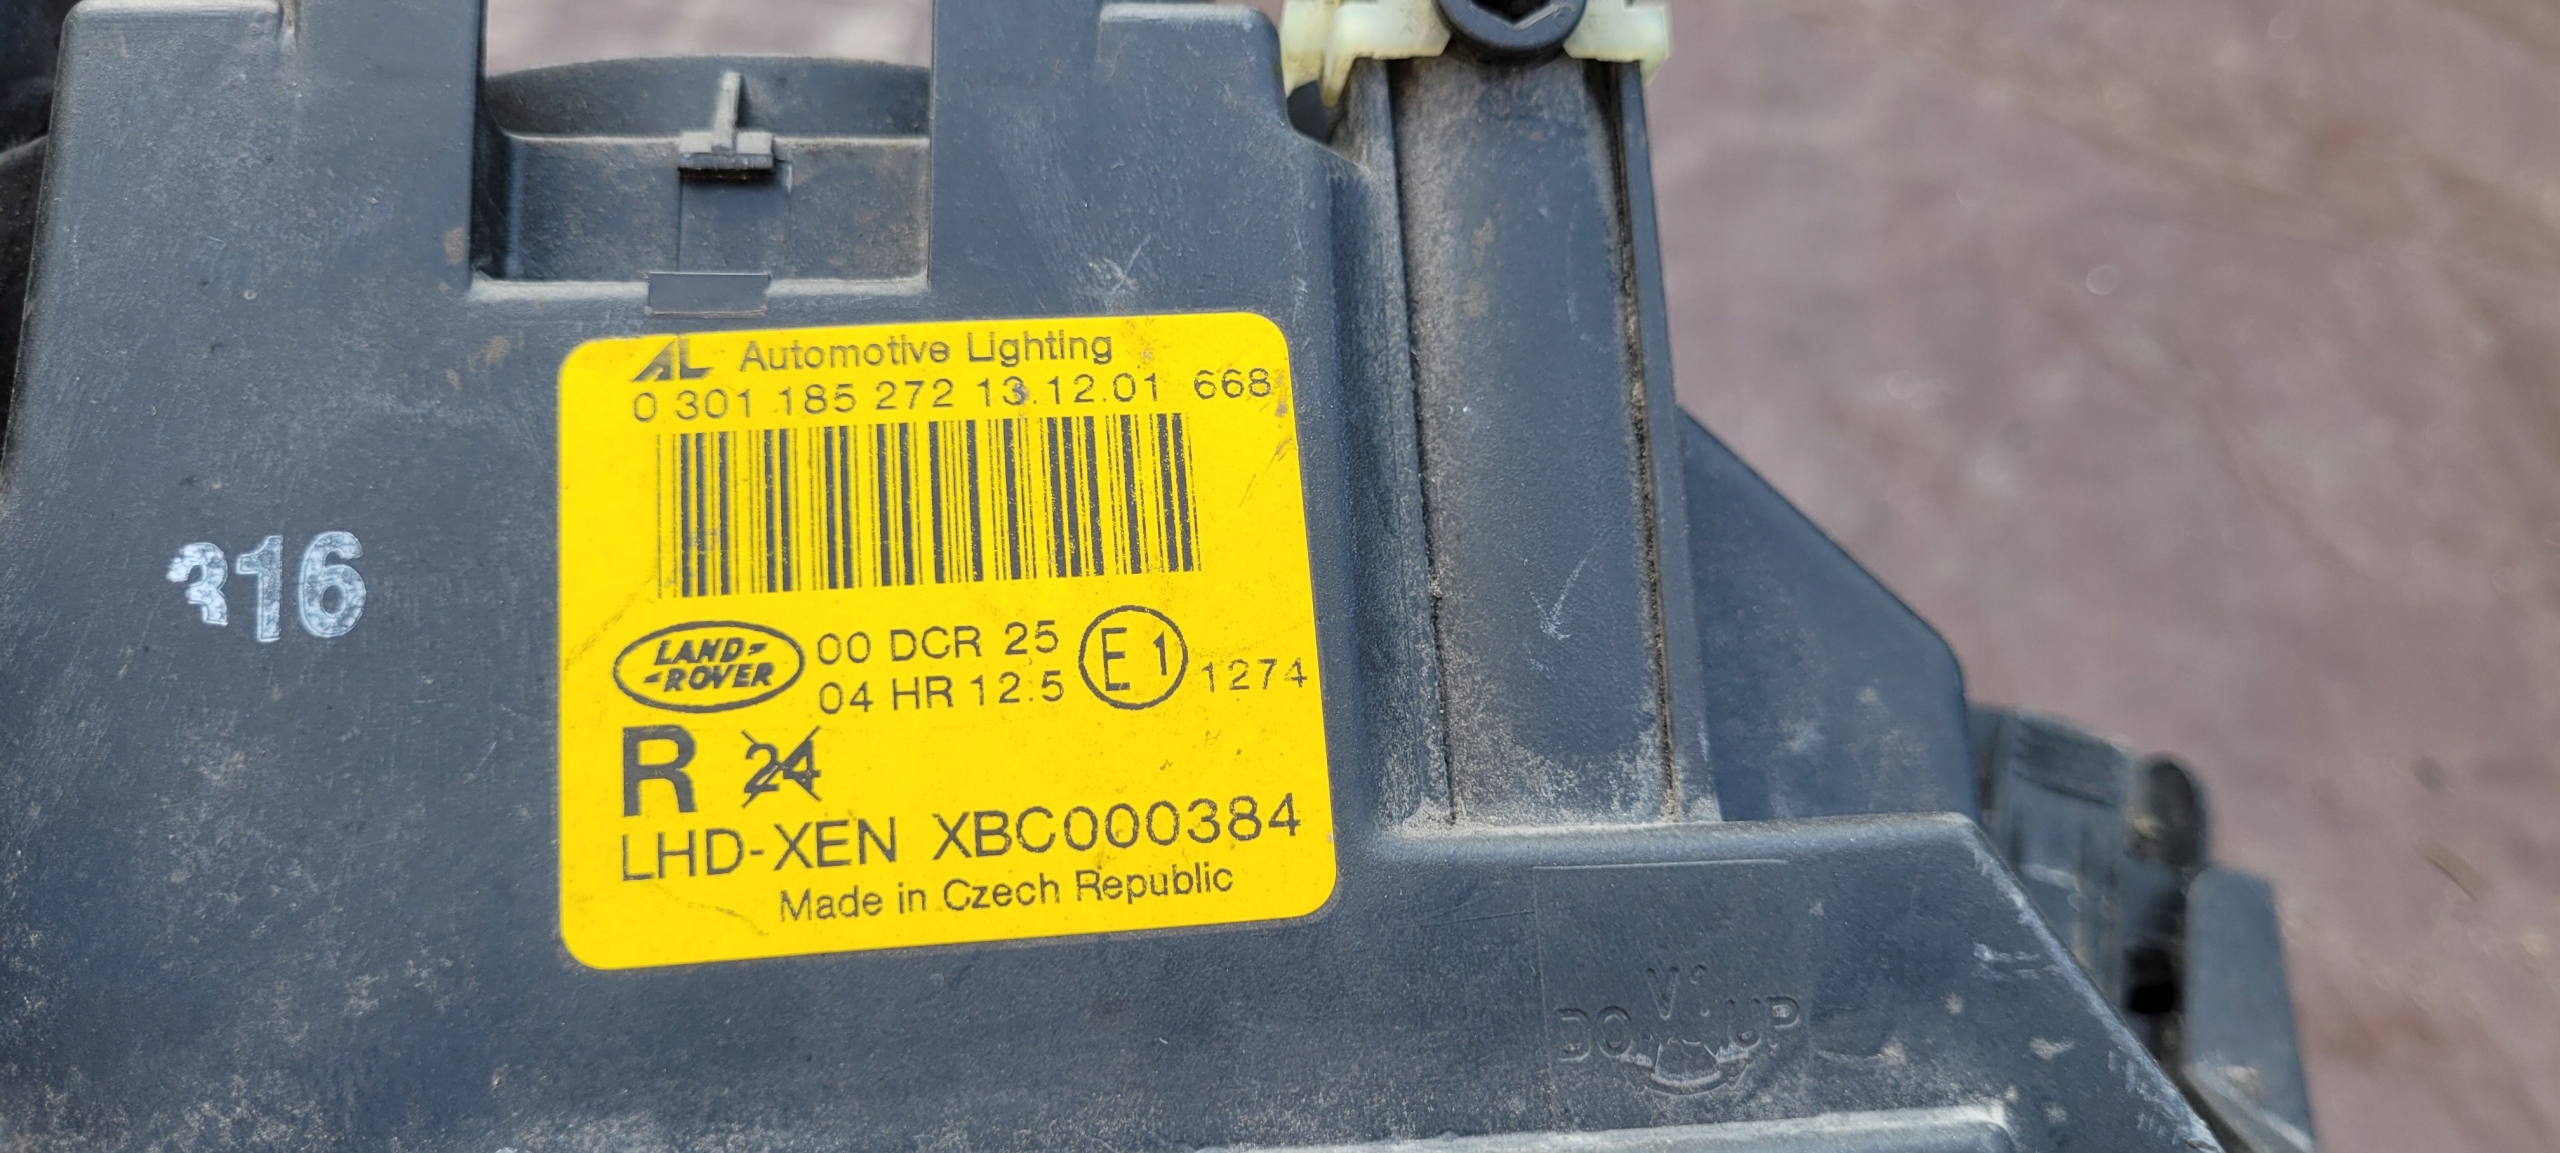 AL Automotive Lighting
0 301 185 272 13.12.01 668
316
LAND-
-ROVER
00 DCR 25
04 HR 12.5
E1
1274
R 24
LHD-XEN XBC000384
Made in Czech Republic
UP